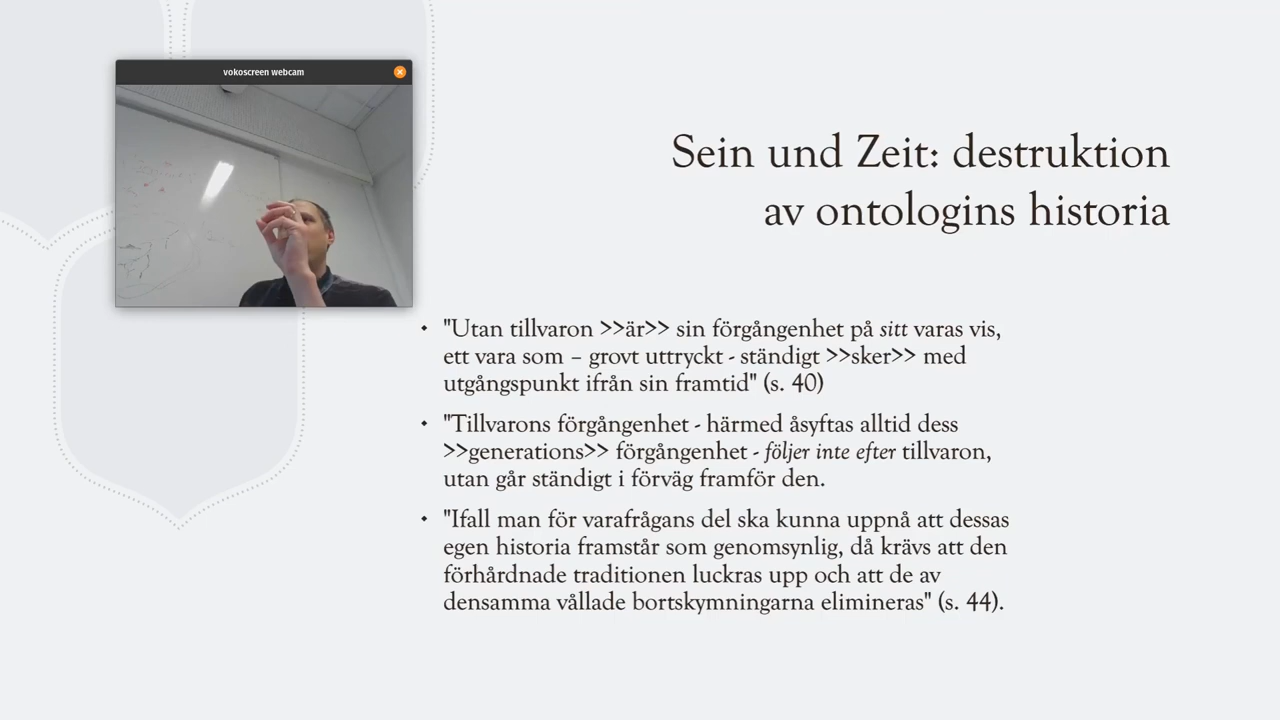 vokoscreen webcam
Sein und Zeit: destruktion
av ontologins historia
"Utan tillvaron >>är>> sin förgångenhet på sitt varas vis,
ett vara som – grovt uttryckt - ständigt >>sker>> med
utgångspunkt ifrån sin framtid" (s. 40)
"Tillvarons förgångenhet - härmed åsyftas alltid dess
>>generations>> förgångenhet - följer inte efter tillvaron,
utan går ständigt i förväg framför den.
"Ifall man för varafrågans del ska kunna uppnå att dessas
egen historia framstår som genomsynlig, då krävs att den
förhårdnade traditionen luckras upp och att de av
densamma vållade bortskymningarna elimineras" (s. 44).